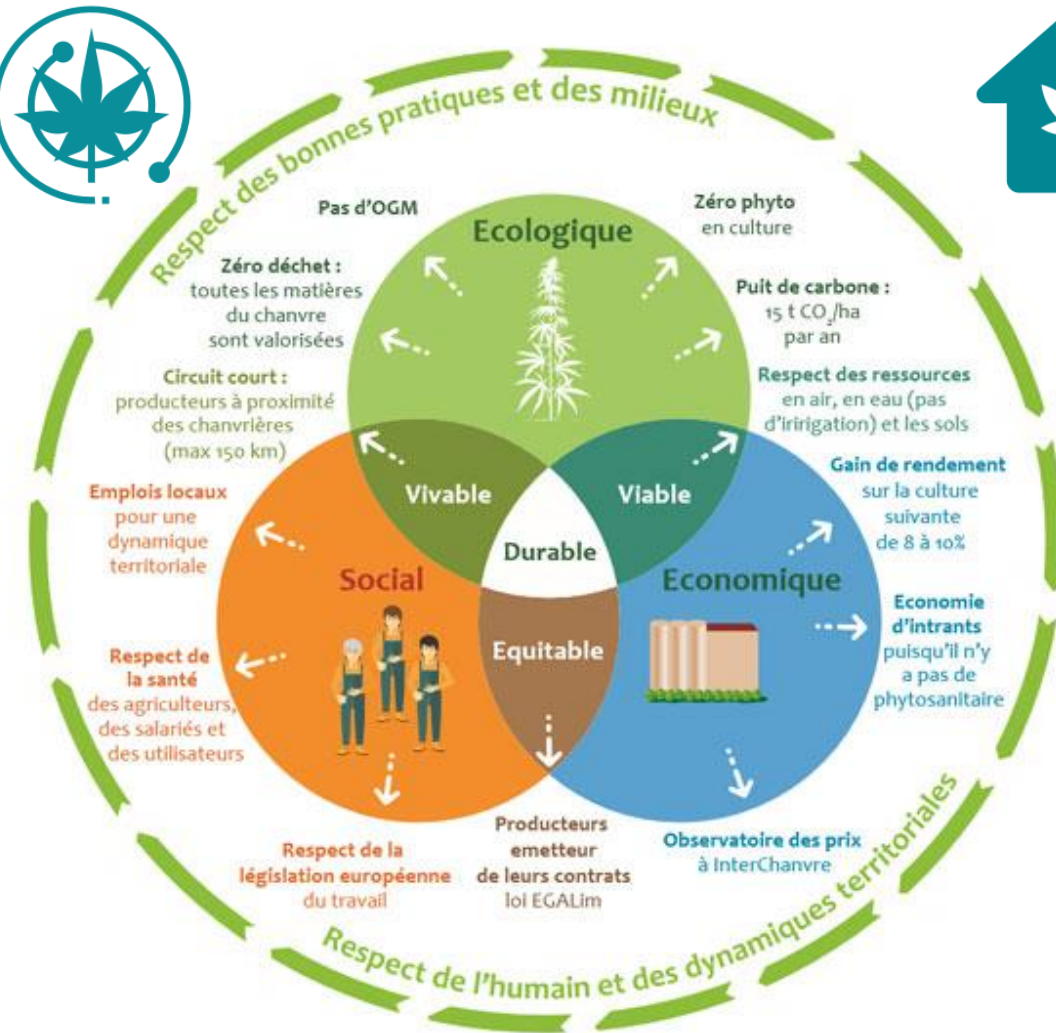 Respect des bonnes pratiques et des milieux
Pas d'OGM
Ecologique
Zéro phyto
en culture
Zéro déchet :
toutes les matières
du chanvre
sont valorisées
Puit de carbone :
15 t CO₂/ha
par an
Circuit court :
producteurs à proximité
des chanvrières
(max 150 km)
Respect des ressources
en air, en eau (pas
d'iririgation) et les sols
Vivable
Viable
Durable
Emplois locaux
pour une
dynamique
territoriale
Gain de rendement
sur la culture
suivante
de 8 à 10%
Social
Economique
Equitable
Respect de
la santé
des agriculteurs,
des salariés et
des utilisateurs
Economie
d'intrants
puisqu'il n'y
a pas de
phytosanitaire
Respect de la
législation européenne
du travail
Producteurs
emetteur
de leurs contrats
loi EGALim
Observatoire des prix
à InterChanvre
Respect de l'humain et des dynamiques territoriales